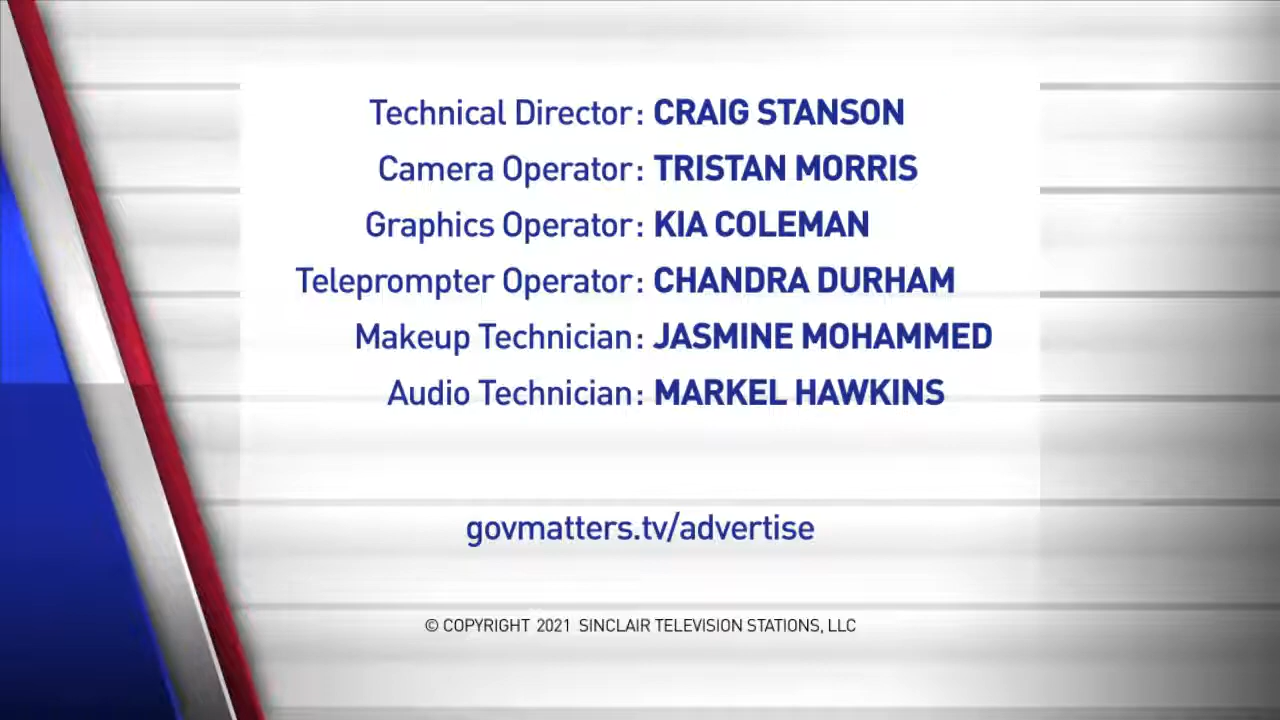 Technical Director: CRAIG STANSON
Camera Operator: TRISTAN MORRIS
Graphics Operator: KIA COLEMAN
Teleprompter Operator: CHANDRA DURHAM
Makeup Technician: JASMINE MOHAMMED
Audio Technician: MARKEL HAWKINS
govmatters.tv/advertise
© COPYRIGHT 2021 SINCLAIR TELEVISION STATIONS, LLC